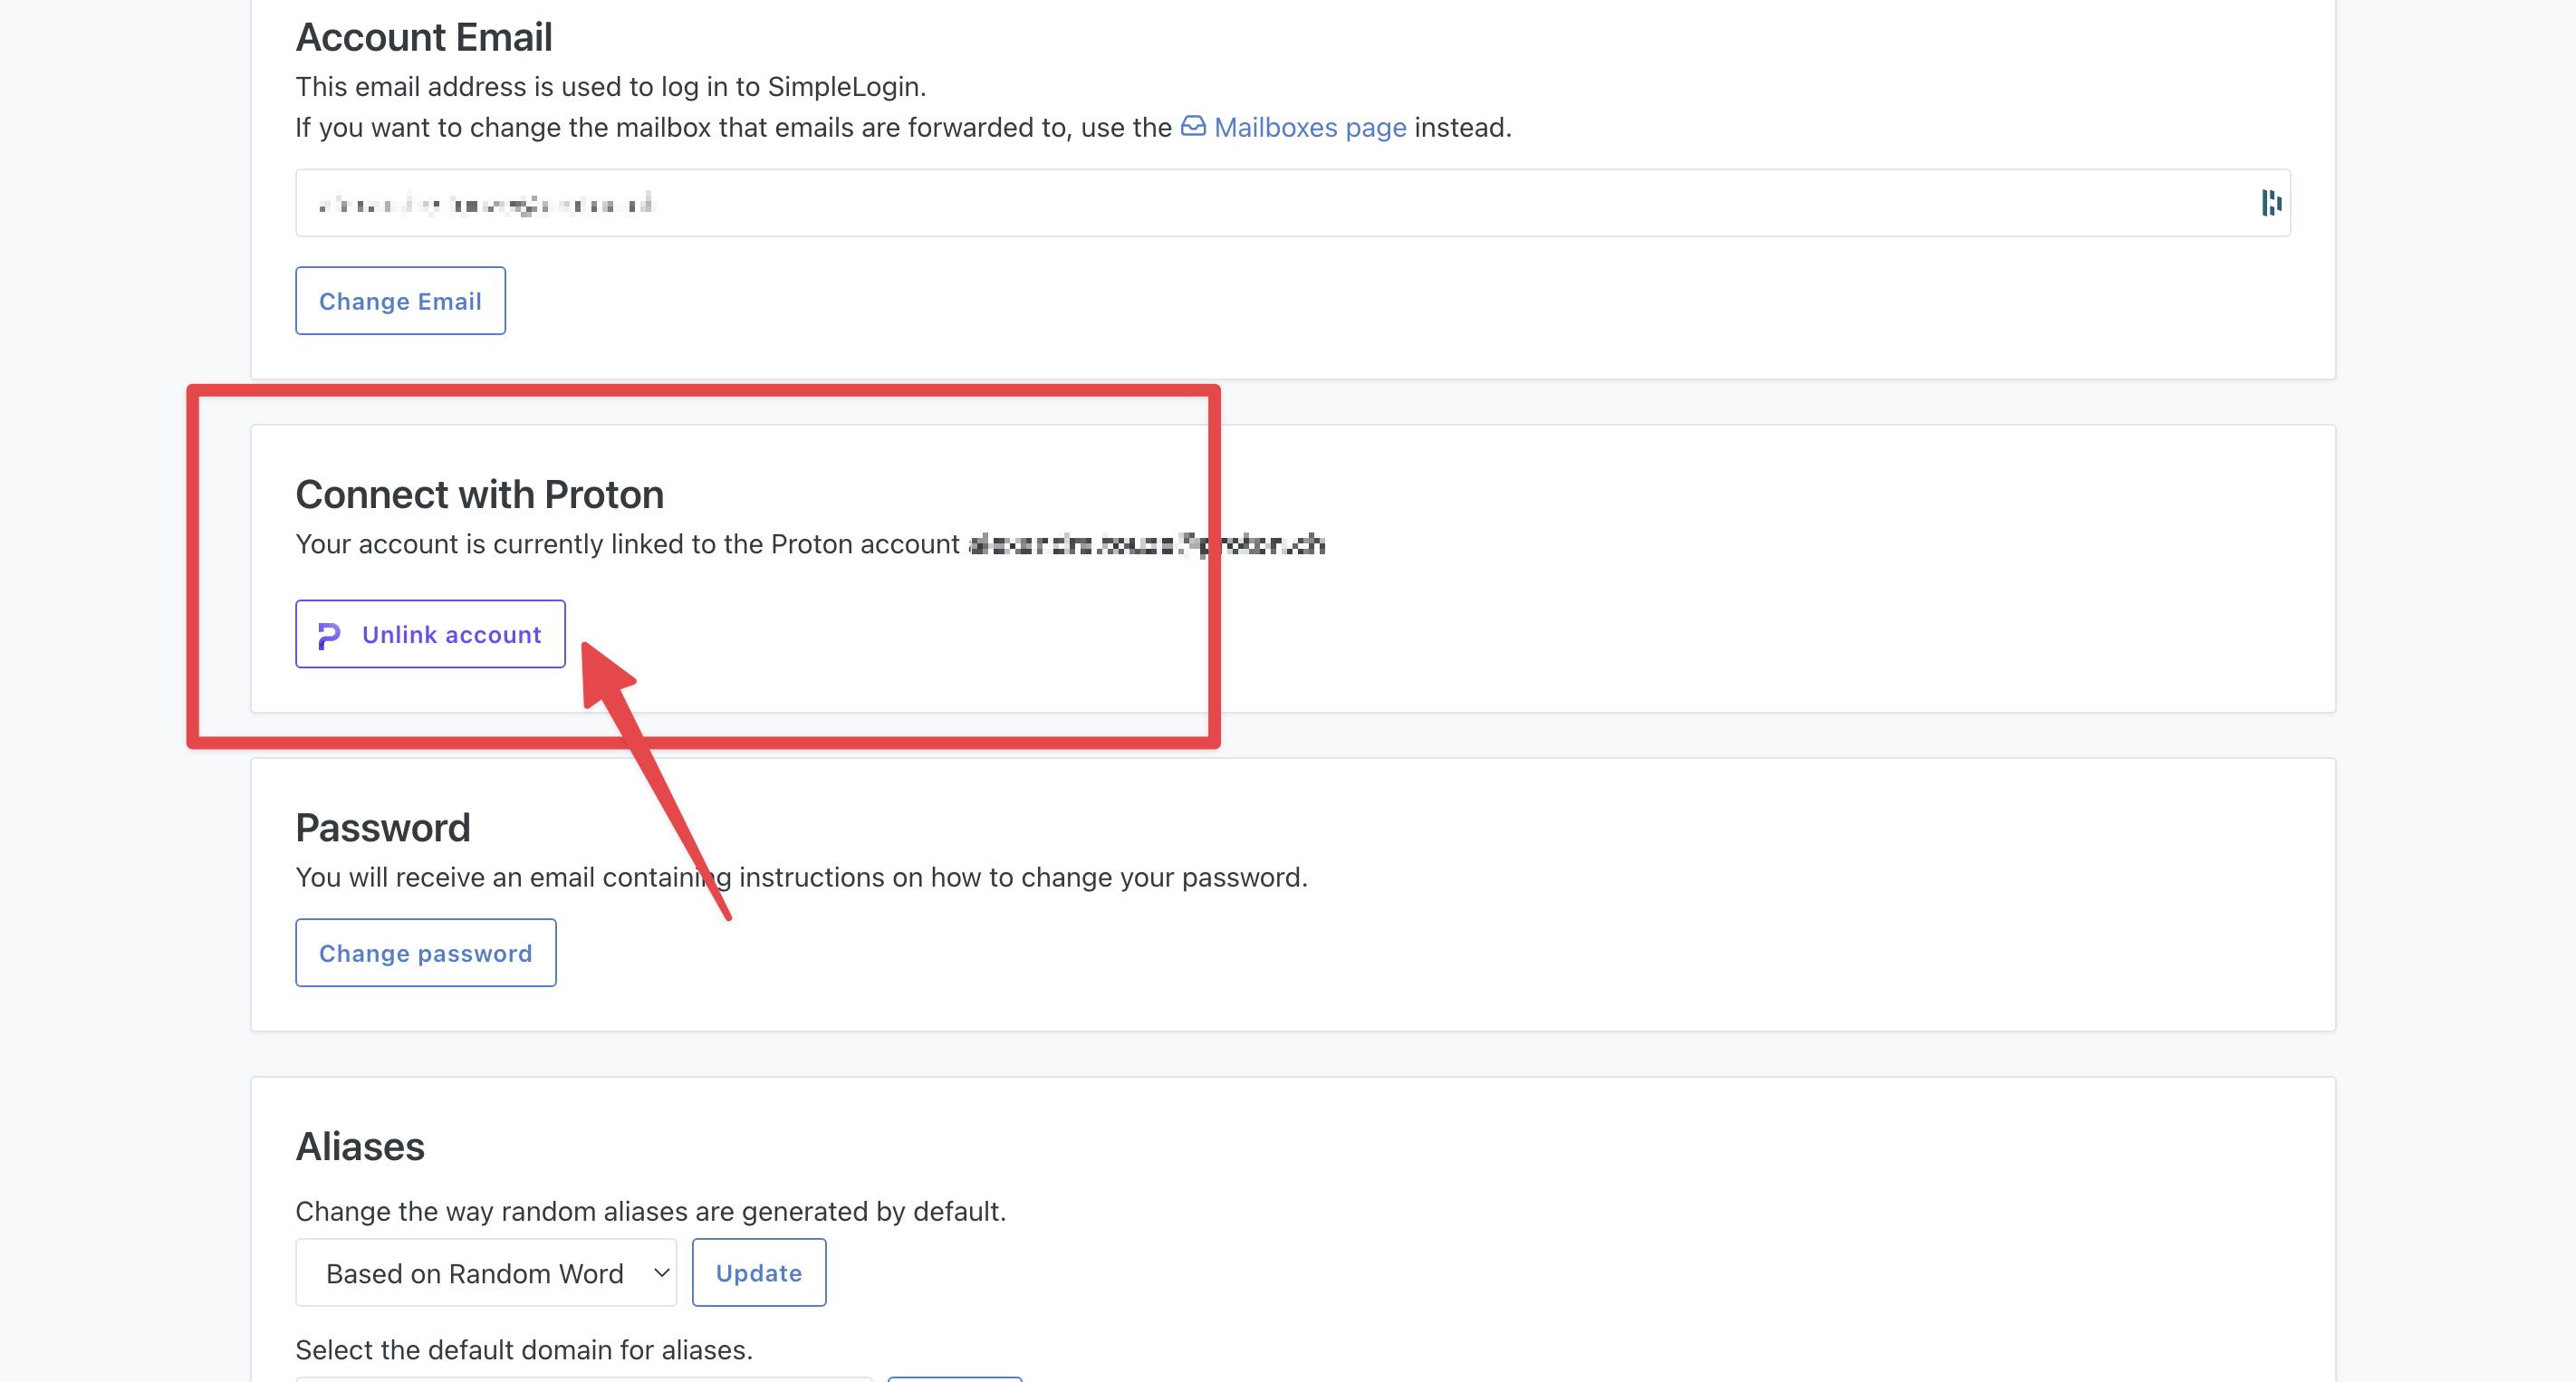 Account Email
This email address is used to log in to SimpleLogin.
If you want to change the mailbox that emails are forwarded to, use the Mailboxes page instead.
Change Email
Connect with Proton
Your account is currently linked to the Proton account
Unlink account
Password
You will receive an email containing instructions on how to change your password.
Change password
Aliases
Change the way random aliases are generated by default.
Based on Random Word
Update
Select the default domain for aliases.